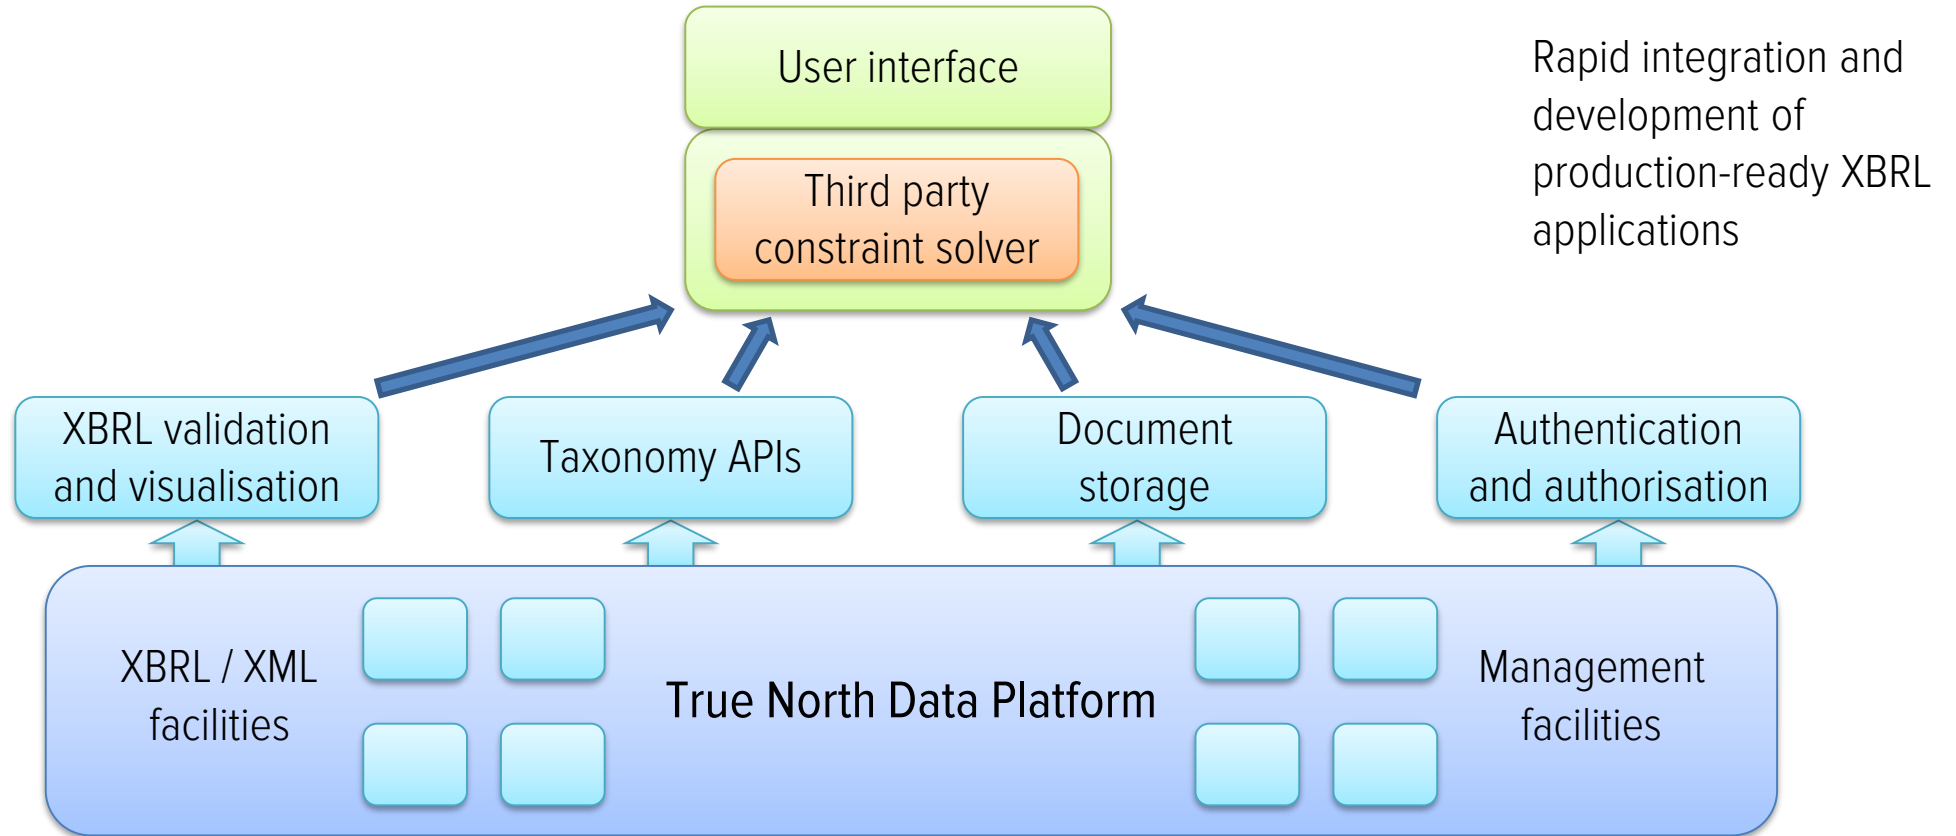 User interface
Rapid integration and
development of
production-ready XBRL
applications
Third party
constraint solver
XBRL validation
and visualisation
Taxonomy APIs
Document
storage
Authentication
and authorisation
XBRL / XML
facilities
True North Data Platform
Management
facilities